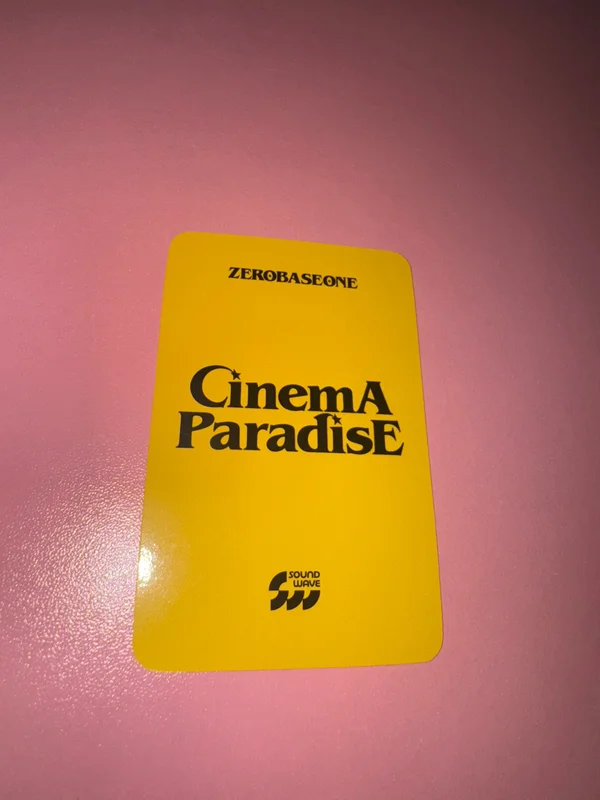 ZEROBASEONE
CinemA
ParadisE
SOUND
WAVE